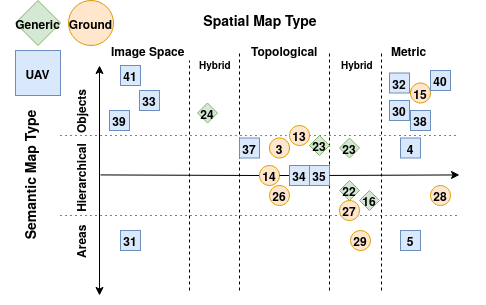 Spatial Map Type
Generic
Ground
UAV
Image Space
Hybrid
Topological
Hybrid
Metric
Semantic Map Type
Objects
Hierarchical
Areas
41
33
39
24
32
40
15
30
38
13
37
3
23
23
4
14
34
35
26
22
16
27
28
31
29
5